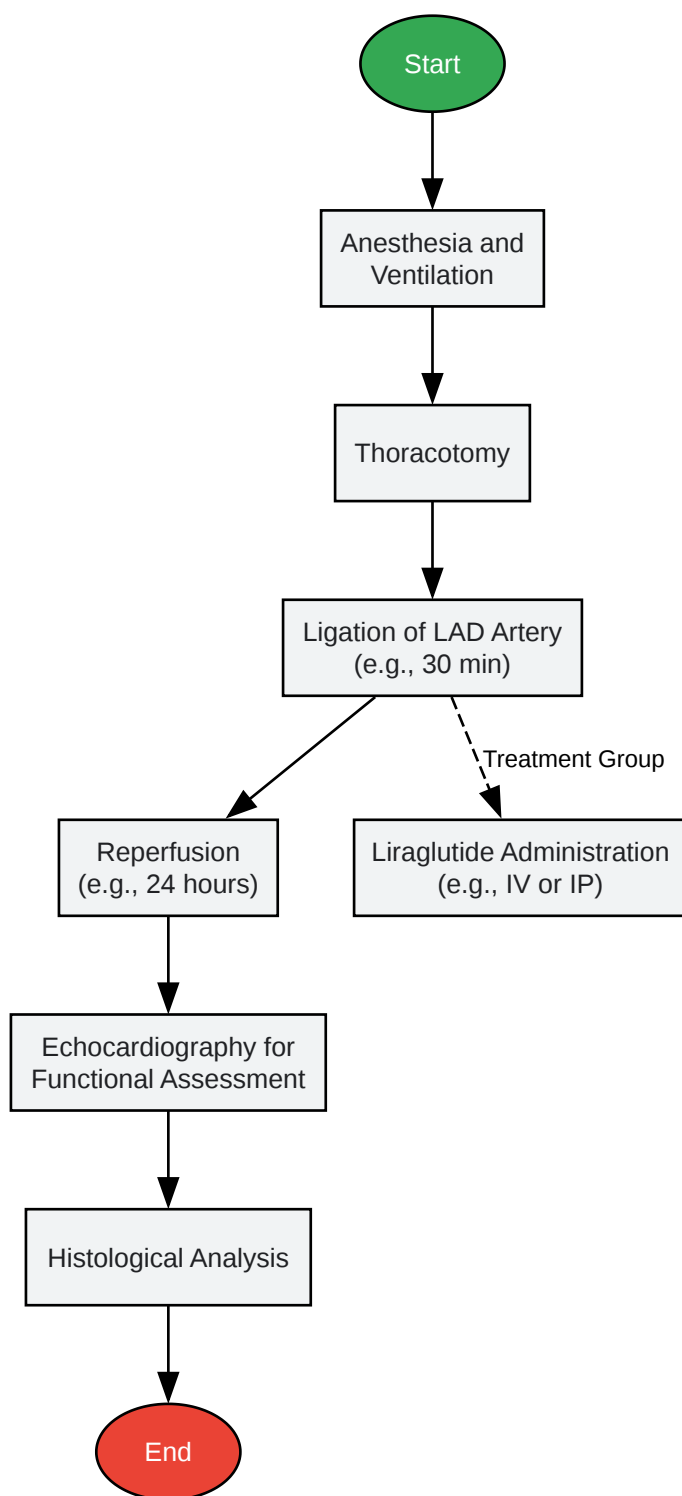 Start
Anesthesia and
Ventilation
Thoracotomy
Ligation of LAD Artery
(e.g., 30 min)
Treatment Group
Reperfusion
(e.g., 24 hours)
Liraglutide Administration
(e.g., IV or IP)
Echocardiography for
Functional Assessment
Histological Analysis
End